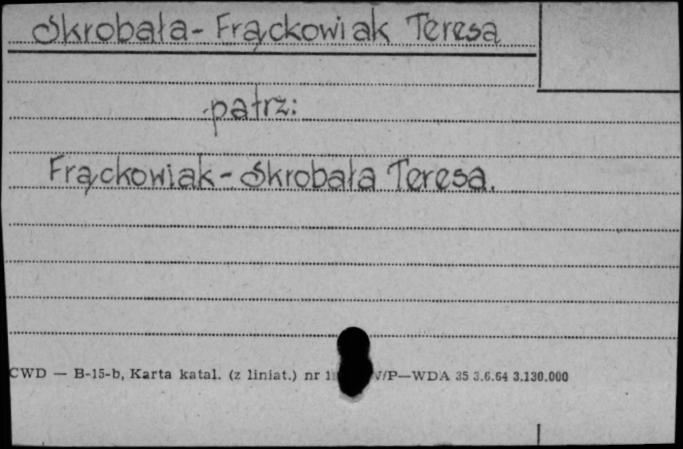 Skrobała-Frąckowiak Teresa
patrz:
Frąckowiak-Skrobała Teresa.
CWD — B-15-b, Karta katal. (z liniat.) nr V/P—WDA 35 3.6.64 3.130.000